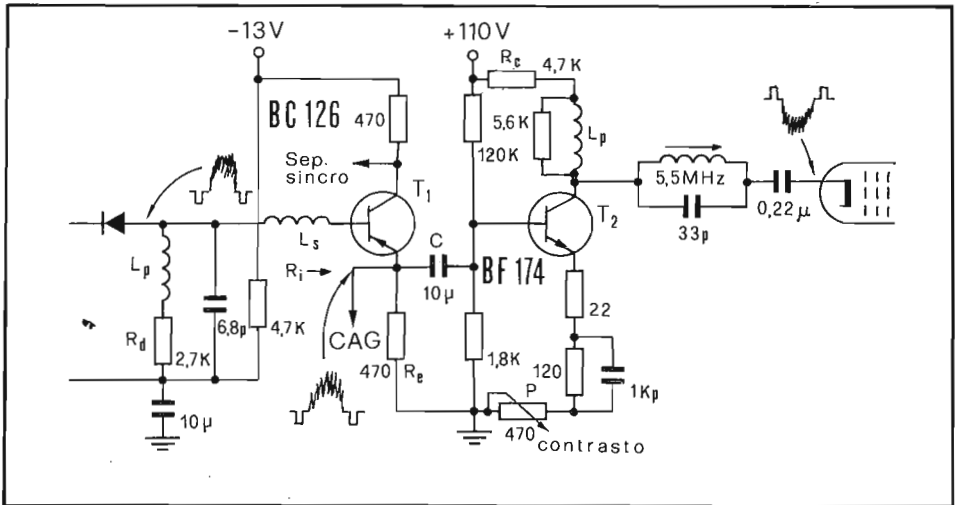 −13V
+110V
Rc
4,7K
BC 126
470
5,6K
Lp
120K
Sep.
sincro
T1
5,5MHz
0,22 µ
T2
33p
Ls
Lp
Ri
C
BF 174
10µ
22
6,8p
4,7K
CAG
Rd
2,7K
470
Re
1,8K
120
1Kp
P
10µ
470
contrasto